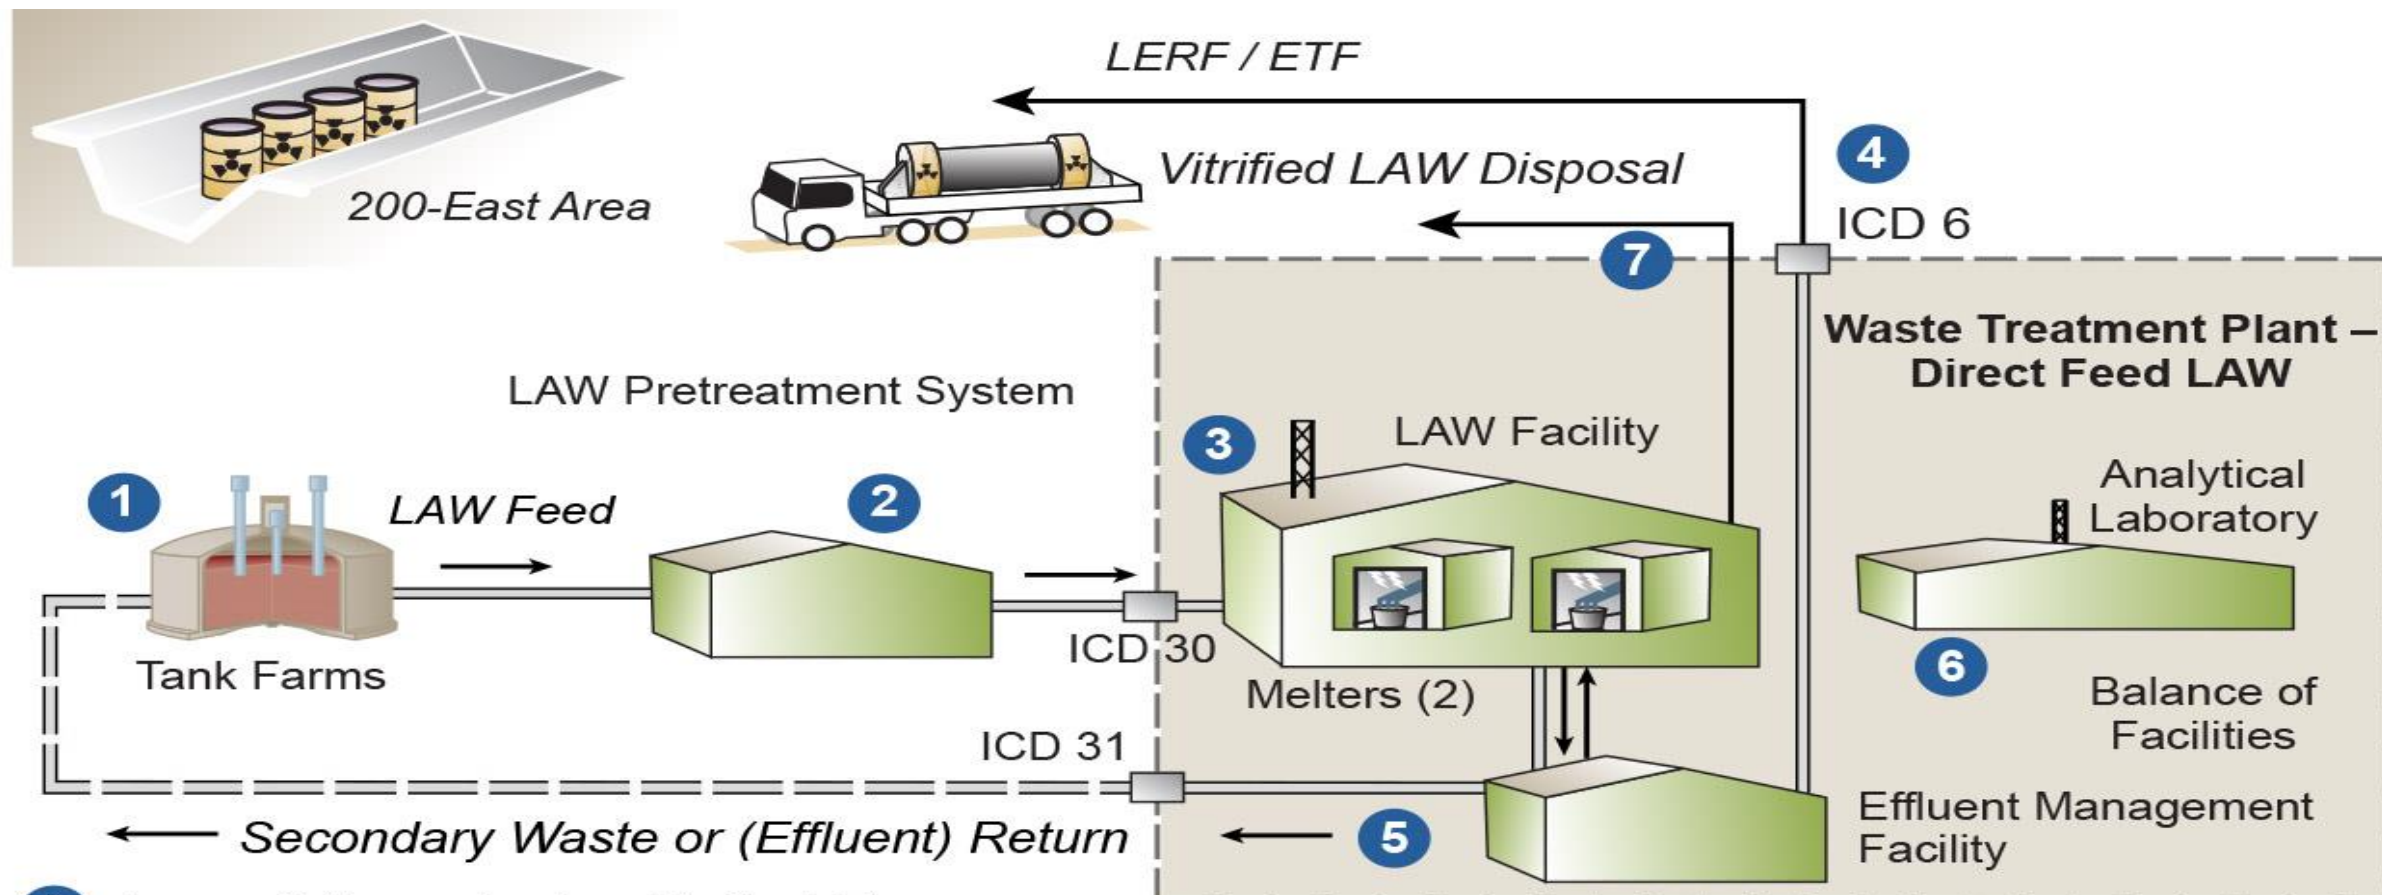 LERF / ETF
4
Vitrified LAW Disposal
200-East Area
ICD 6
7
Waste Treatment Plant –
Direct Feed LAW
LAW Pretreatment System
3
LAW Facility
Analytical
Laboratory
1
LAW Feed
2
ICD 30
6
Tank Farms
Melters (2)
Balance of
Facilities
ICD 31
Effluent Management
Facility
Secondary Waste or (Effluent) Return
5